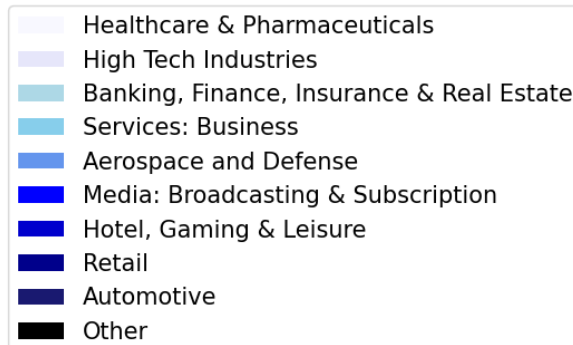 Healthcare & Pharmaceuticals
High Tech Industries
Banking, Finance, Insurance & Real Estate
Services: Business
Aerospace and Defense
Media: Broadcasting & Subscription
Hotel, Gaming & Leisure
Retail
Automotive
Other